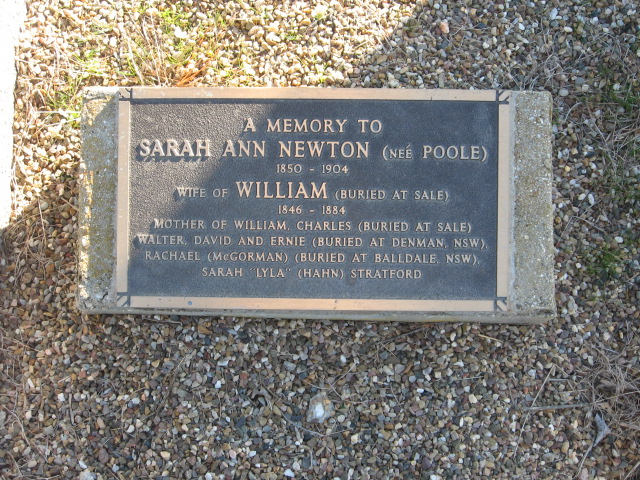 A MEMORY TO
SARAH ANN NEWTON (NEÉ POOLE)
1850 - 1904
WIFE OF WILLIAM (BURIED AT SALE)
1846 - 1884
MOTHER OF WILLIAM, CHARLES (BURIED AT SALE)
WALTER, DAVID AND ERNIE (BURIED AT DENMAN, NSW),
RACHAEL (McGORMAN) (BURIED AT BALLDALE, NSW),
SARAH "LYLA" (HAHN) STRATFORD